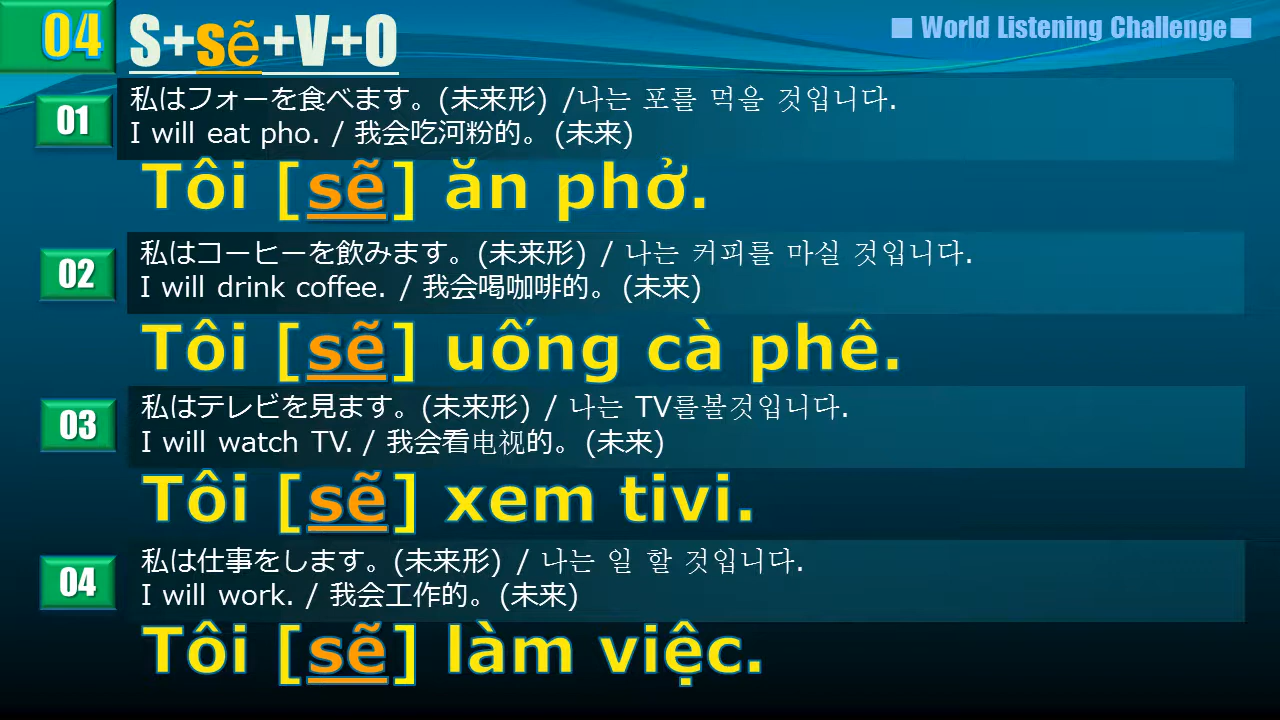 04 S+sẽ+V+O
■ World Listening Challenge■
01
私はフォーを食べます。(未来形) /나는 포를 먹을 것입니다.
I will eat pho. / 我会吃河粉的。(未来)
Tôi [sẽ] ăn phở.
02
私はコーヒーを飲みます。(未来形) / 나는 커피를 마실 것입니다.
I will drink coffee. / 我会喝咖啡的。(未来)
Tôi [sẽ] uống cà phê.
03
私はテレビを見ます。(未来形) / 나는 TV를볼것입니다.
I will watch TV. / 我会看电视的。(未来)
Tôi [sẽ] xem tivi.
04
私は仕事をします。(未来形) / 나는 일 할 것입니다.
I will work. / 我会工作的。(未来)
Tôi [sẽ] làm việc.